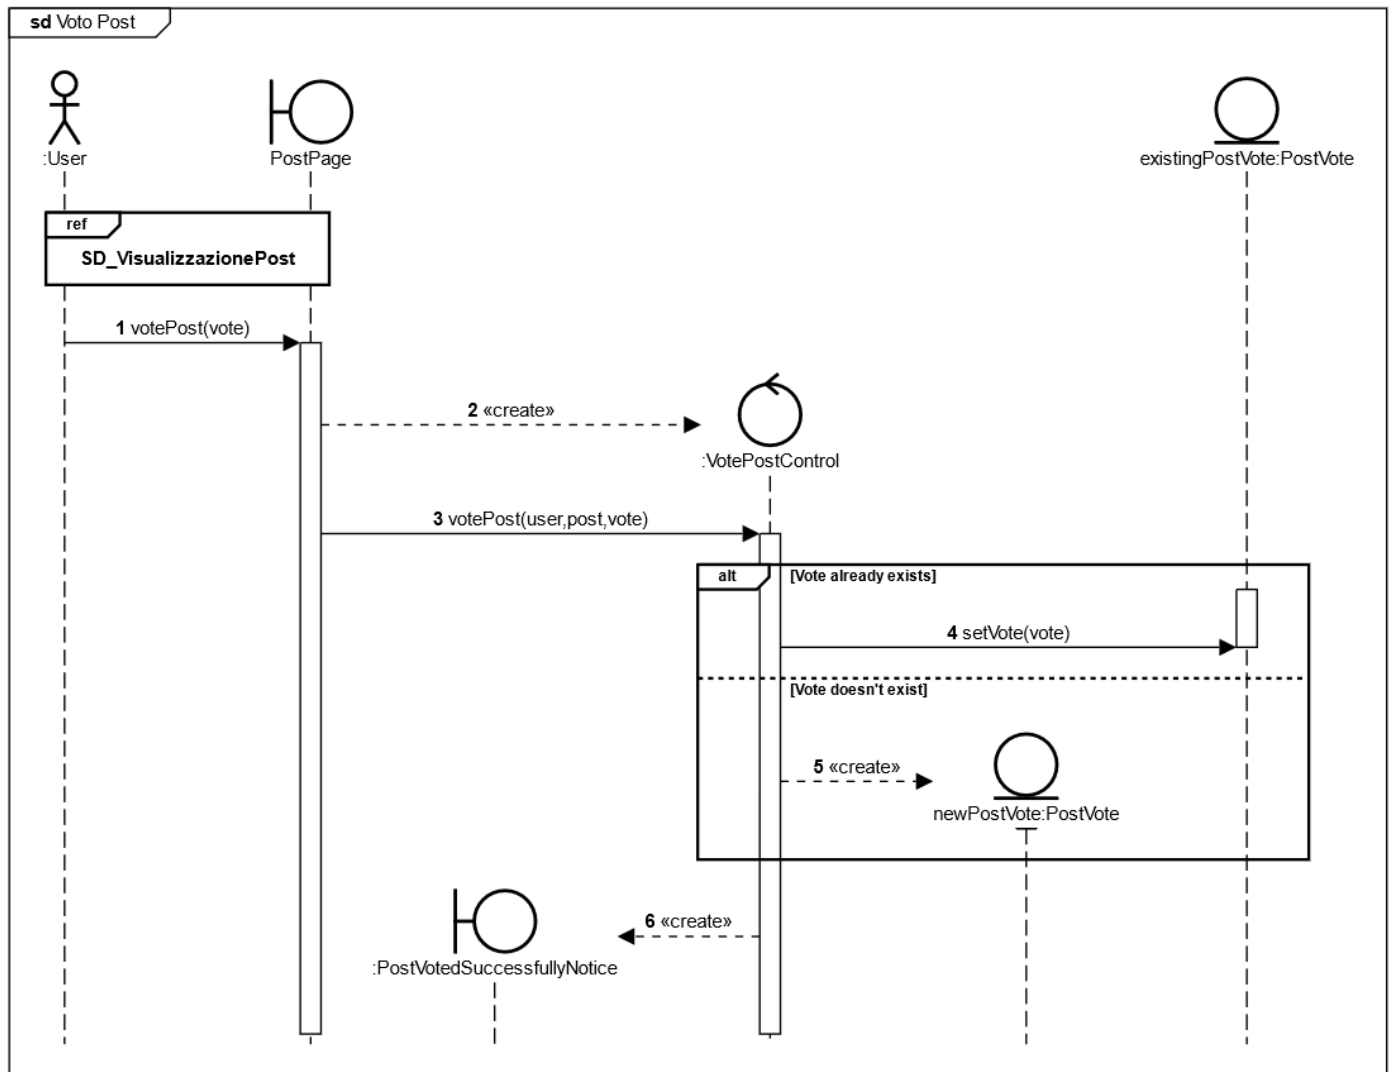 sd Voto Post
:User
PostPage
existingPostVote:PostVote
ref
SD_VisualizzazionePost
1 votePost(vote)
2 «create»
:VotePostControl
3 votePost(user,post,vote)
alt
[Vote already exists]
4 setVote(vote)
[Vote doesn't exist]
5 «create»
newPostVote:PostVote
6 «create»
:PostVotedSuccessfullyNotice